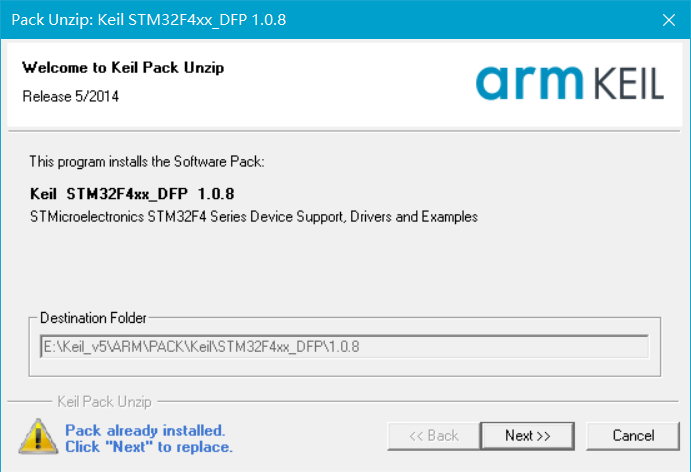 Pack Unzip: Keil STM32F4xx_DFP 1.0.8
Welcome to Keil Pack Unzip
Release 5/2014
arm KEIL
This program installs the Software Pack:
Keil STM32F4xx_DFP 1.0.8
STMicroelectronics STM32F4 Series Device Support, Drivers and Examples
Destination Folder
E:\Keil_v5\ARM\PACK\Keil\STM32F4xx_DFP\1.0.8
Keil Pack Unzip
Pack already installed.
Click "Next" to replace.
<< Back
Next >>
Cancel